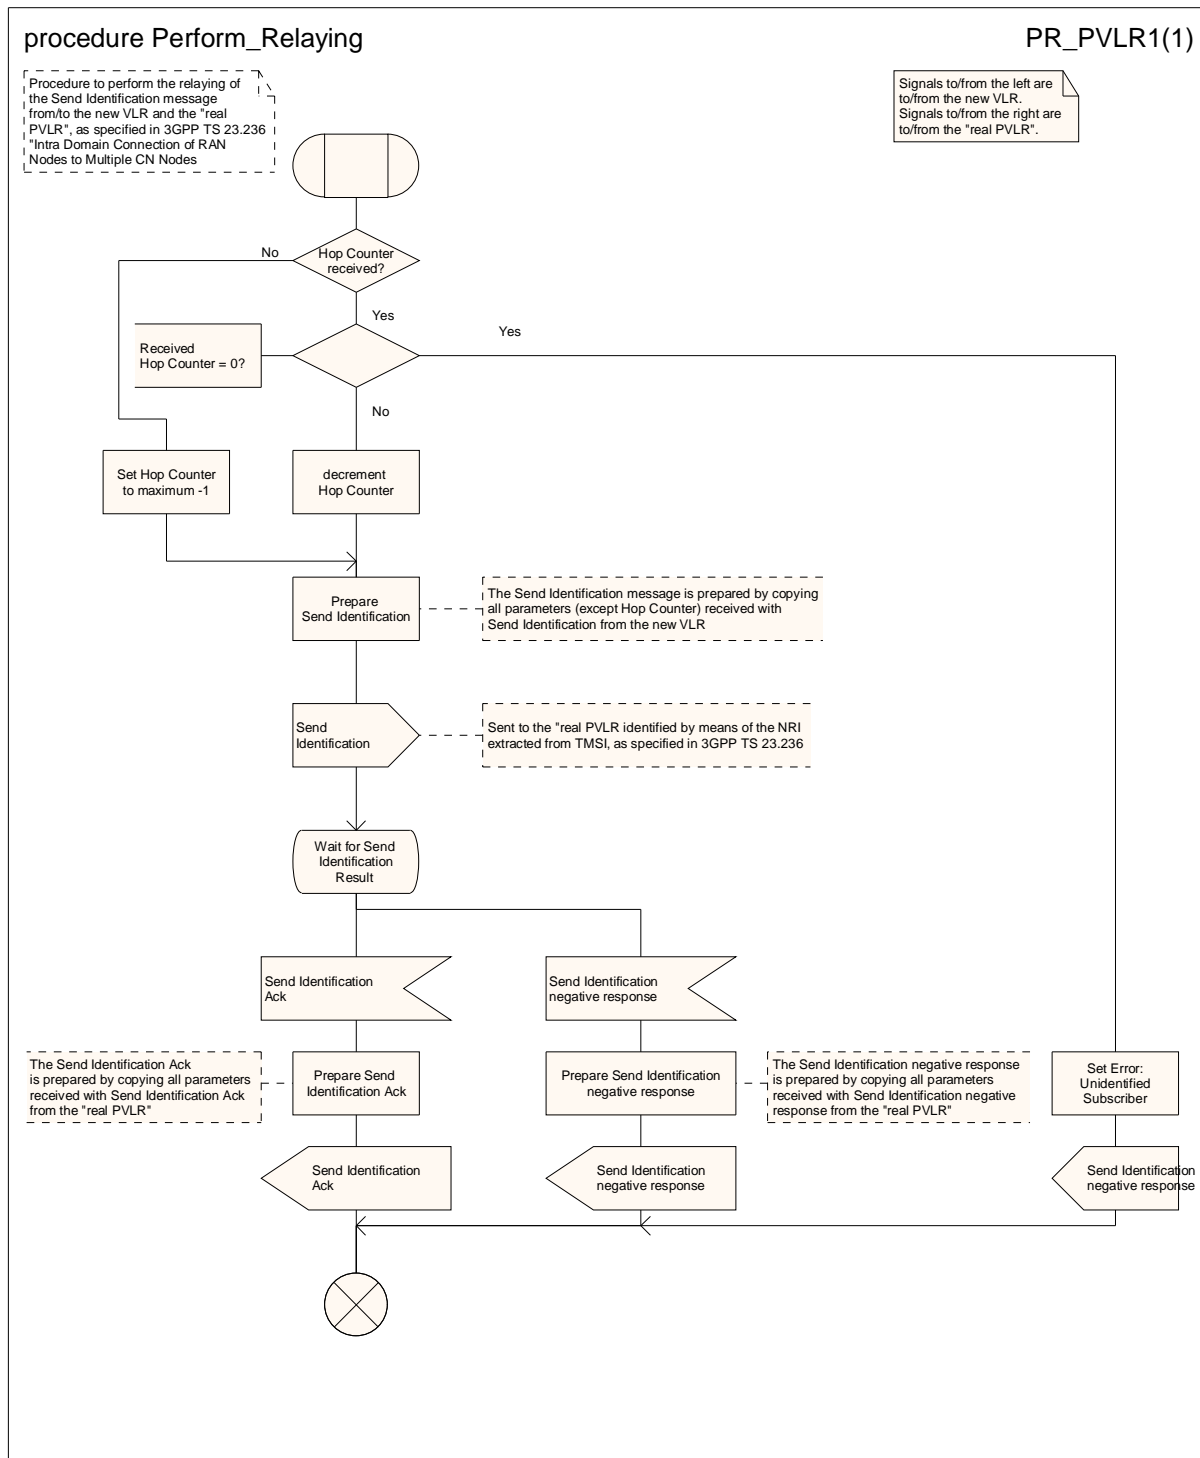 procedure Perform_Relaying
PR_PVLR1(1)
Procedure to perform the relaying of
the Send Identification message
from/to the new VLR and the "real
PVLR", as specified in 3GPP TS 23.236
"Intra Domain Connection of RAN
Nodes to Multiple CN Nodes
Signals to/from the left are
to/from the new VLR.
Signals to/from the right are
to/from the "real PVLR".
No
Hop Counter
received?
Yes
Yes
Received
Hop Counter = 0?
No
Set Hop Counter
to maximum -1
decrement
Hop Counter
Prepare
Send Identification
The Send Identification message is prepared by copying
all parameters (except Hop Counter) received with
Send Identification from the new VLR
Send
Identification
Sent to the "real PVLR identified by means of the NRI
extracted from TMSI, as specified in 3GPP TS 23.236
Wait for Send
Identification
Result
Send Identification
Ack
Send Identification
negative response
The Send Identification Ack
is prepared by copying all parameters
received with Send Identification Ack
from the "real PVLR"
Prepare Send
Identification Ack
Prepare Send Identification
negative response
The Send Identification negative response
is prepared by copying all parameters
received with Send Identification negative
response from the "real PVLR"
Set Error:
Unidentified
Subscriber
Send Identification
Ack
Send Identification
negative response
Send Identification
negative response